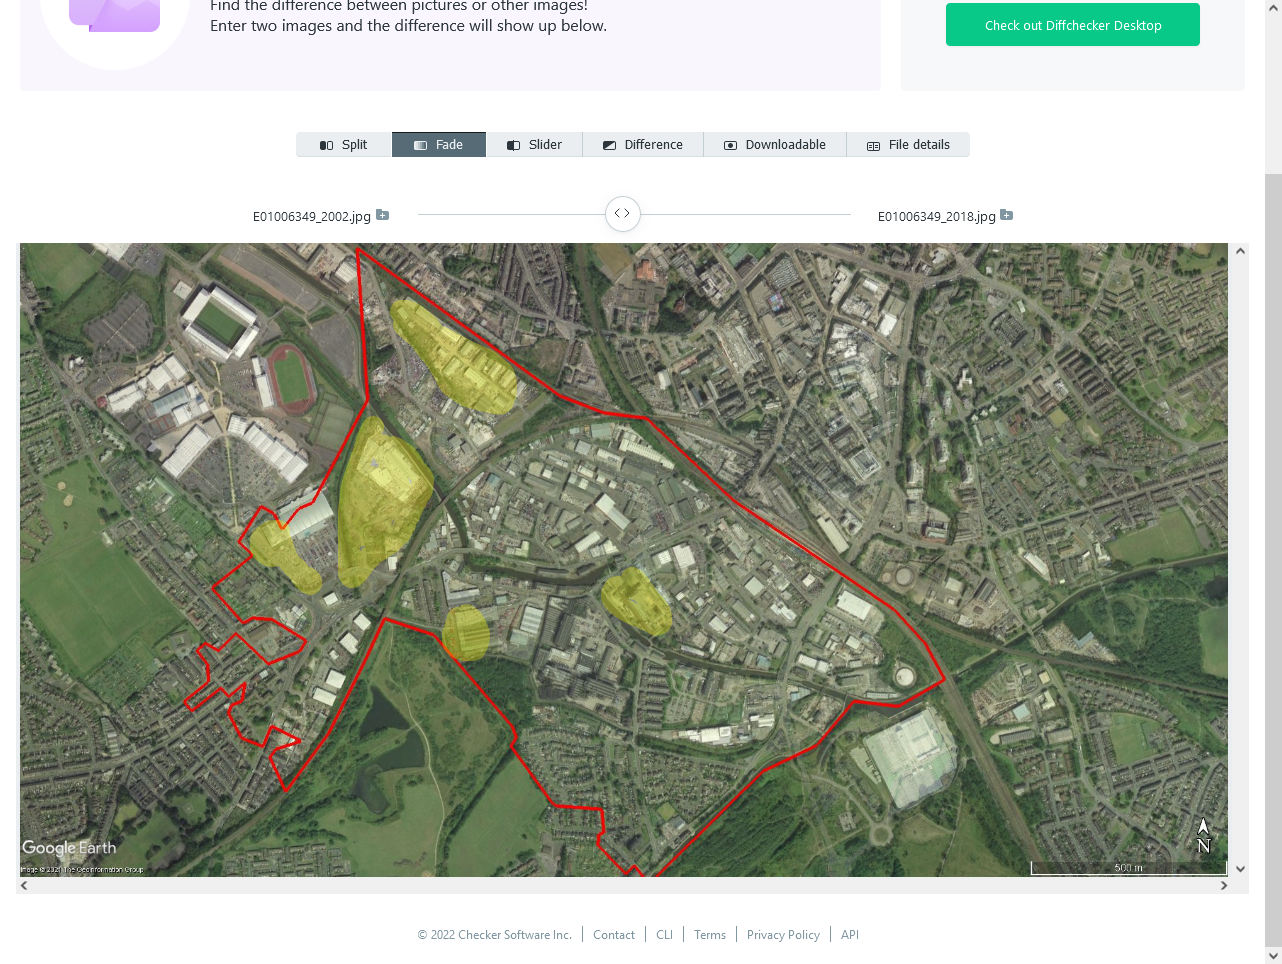 Find the difference between pictures or other images!
Enter two images and the difference will show up below.
Check out Diffchecker Desktop
Split
Fade
Slider
Difference
Downloadable
File details
E01006349_2002.jpg
E01006349_2018.jpg
Google Earth
Image © 2021 The GeoInformation Group
N
500 m
© 2022 Checker Software Inc.
Contact
CLI
Terms
Privacy Policy
API